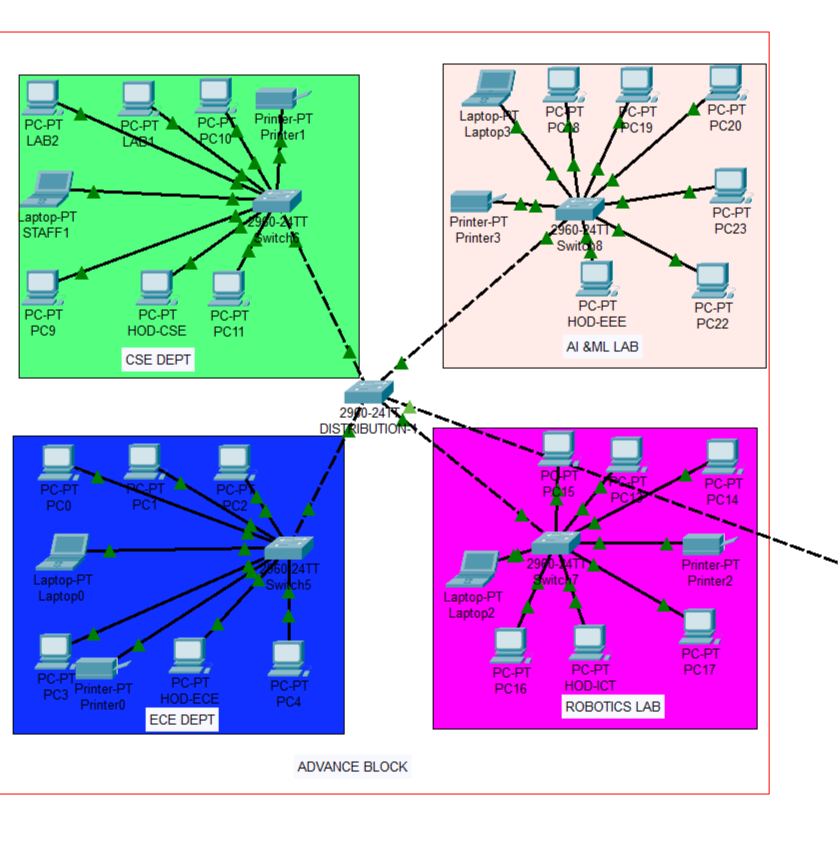 PC-PT
LAB2
PC-PT
LAB1
PC-PT
PC10
Printer-PT
Printer1
Laptop-PT
STAFF1
2960-24TT
Switch6
PC-PT
PC9
PC-PT
HOD-CSE
PC-PT
PC11
CSE DEPT
Laptop-PT
Laptop3
PC-PT
PC18
PC-PT
PC19
PC-PT
PC20
Printer-PT
Printer3
2960-24TT
Switch8
PC-PT
PC23
PC-PT
HOD-EEE
PC-PT
PC22
AI &ML LAB
2960-24TT
DISTRIBUTION-1
PC-PT
PC0
PC-PT
PC1
PC-PT
PC2
Laptop-PT
Laptop0
2960-24TT
Switch5
PC-PT
PC3
Printer-PT
Printer0
PC-PT
HOD-ECE
PC-PT
PC4
ECE DEPT
PC-PT
PC15
PC-PT
PC13
PC-PT
PC14
Laptop-PT
Laptop2
2960-24TT
Switch7
Printer-PT
Printer2
PC-PT
PC16
PC-PT
HOD-ICT
PC-PT
PC17
ROBOTICS LAB
ADVANCE BLOCK